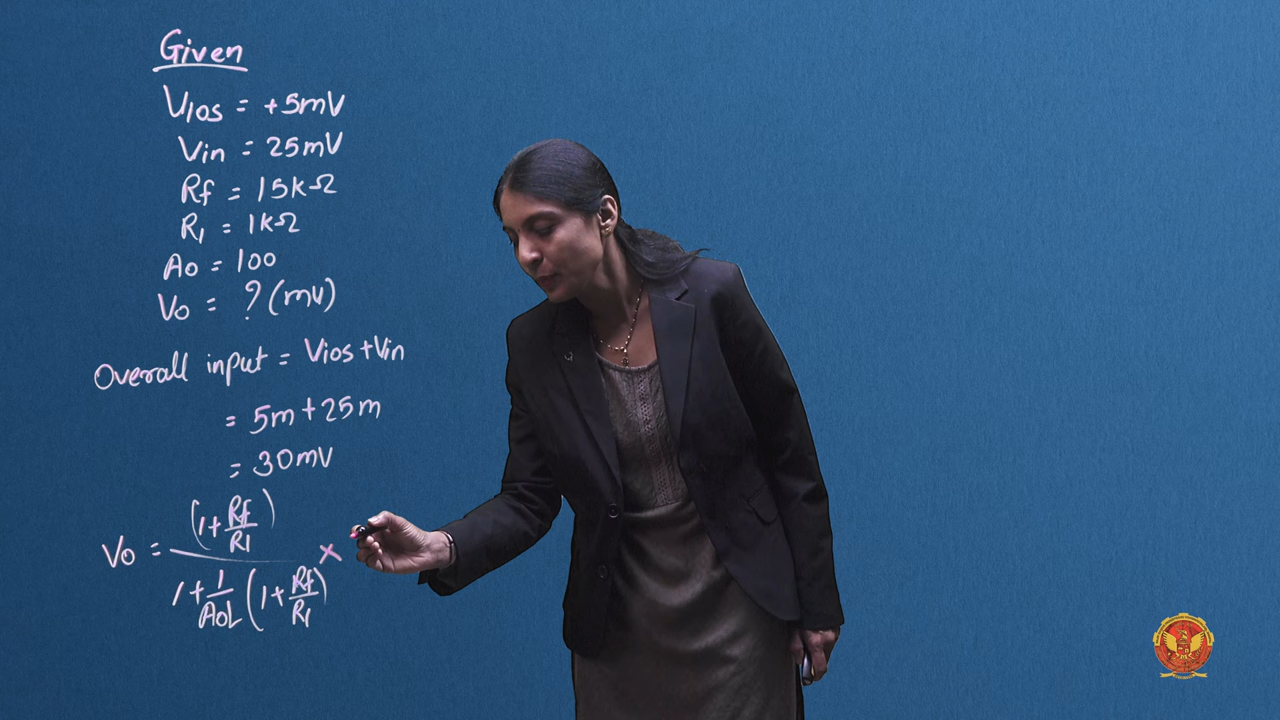 Given
Vios = +5mV
Vin = 25mV
Rf = 15kΩ
R1 = 1kΩ
Ao = 100
Vo = ? (mV)
Overall input = Vios + Vin
= 5m + 25m
= 30mV
Vo = (1 + Rf/R1) / 1 + 1/AOL (1 + Rf/R1) ×